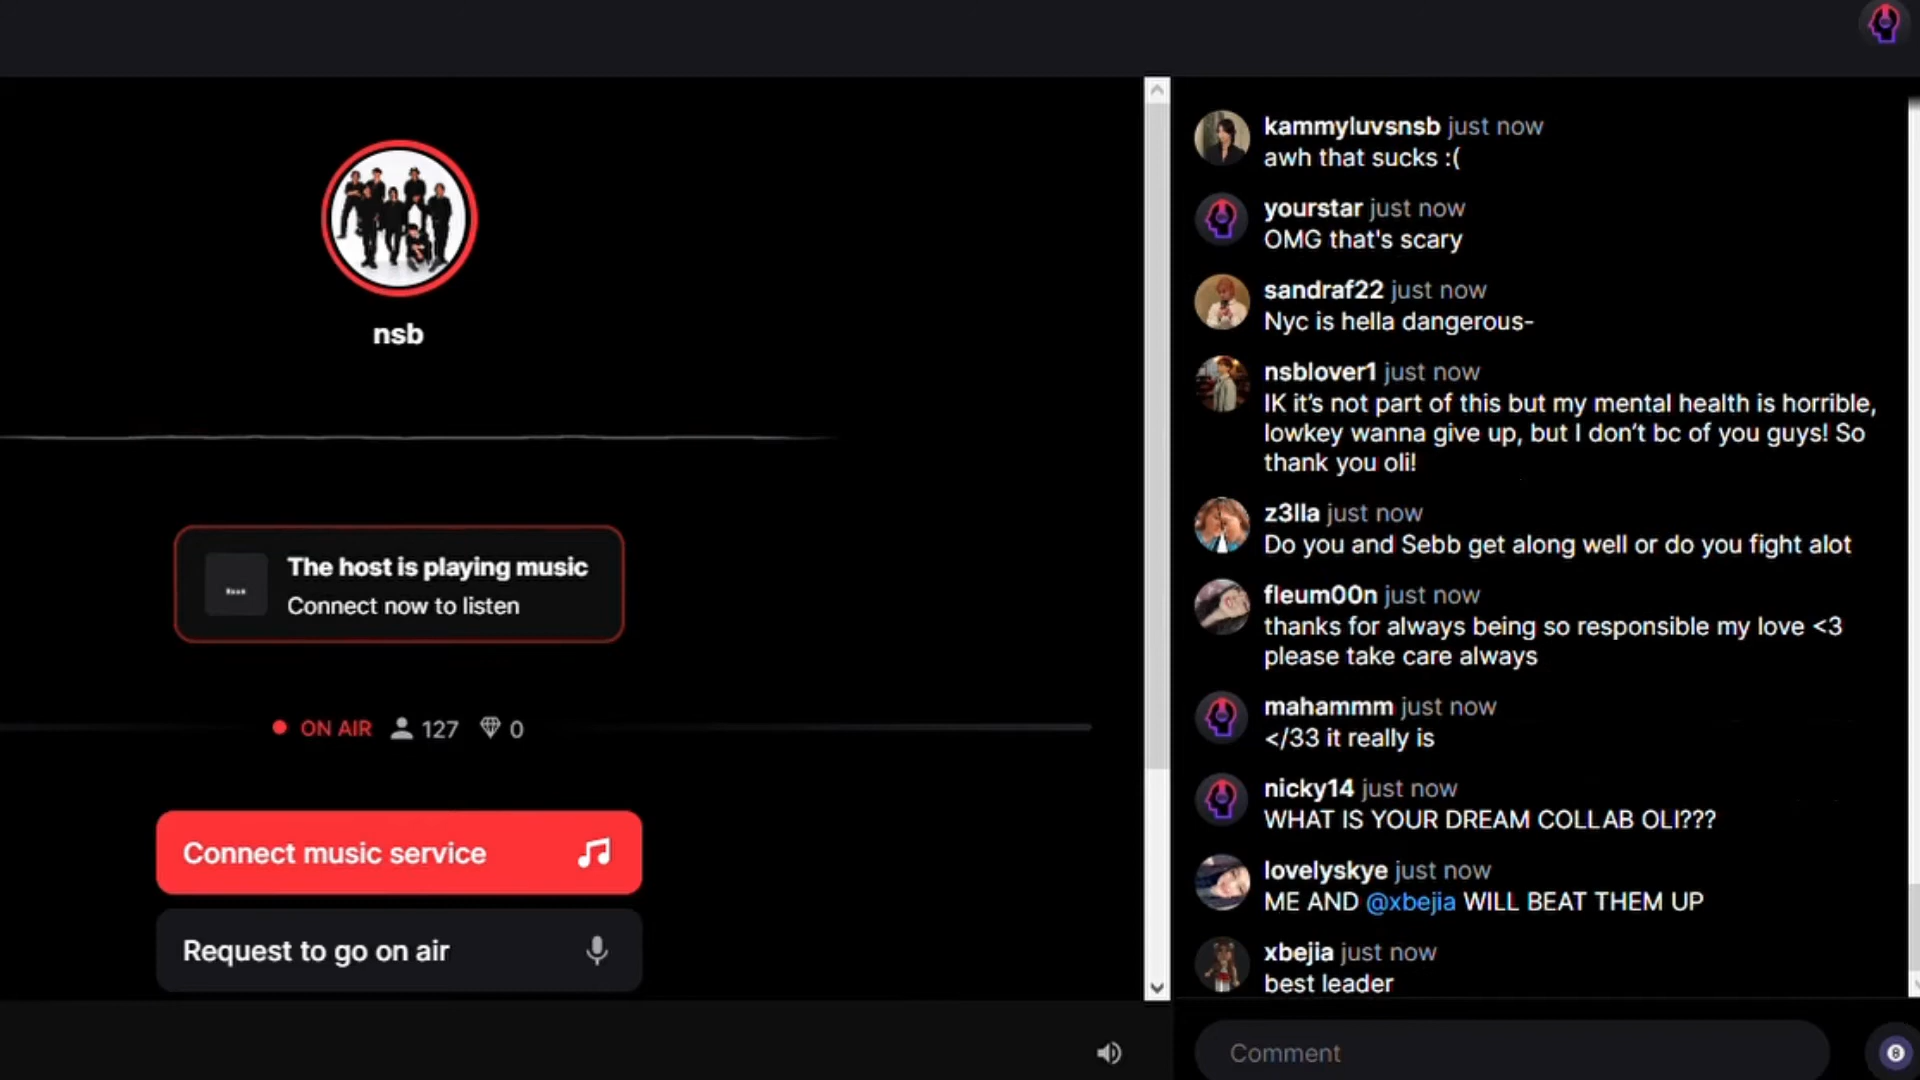 nsb
The host is playing music
Connect now to listen
ON AIR 127 0
Connect music service
Request to go on air
kammyluvsnsb just now
awh that sucks :(
yourstar just now
OMG that's scary
sandraf22 just now
Nyc is hella dangerous-
nsblover1 just now
IK it’s not part of this but my mental health is horrible,
lowkey wanna give up, but I don’t bc of you guys! So
thank you oli!
z3lla just now
Do you and Sebb get along well or do you fight alot
fleum00n just now
thanks for always being so responsible my love <3
please take care always
mahammm just now
</33 it really is
nicky14 just now
WHAT IS YOUR DREAM COLLAB OLI???
lovelyskye just now
ME AND @xbejia WILL BEAT THEM UP
xbejia just now
best leader
Comment